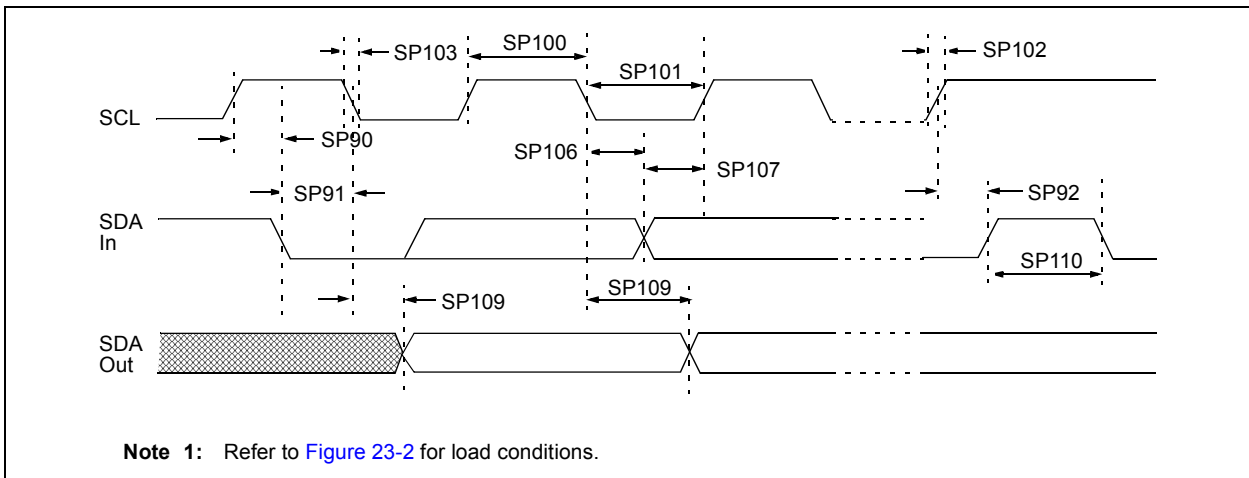 SP103
SP100
SP102
SP101
SCL
SP90
SP106
SP107
SP91
SP92
SDA
In
SP110
SP109
SP109
SDA
Out
Note 1: Refer to Figure 23-2 for load conditions.